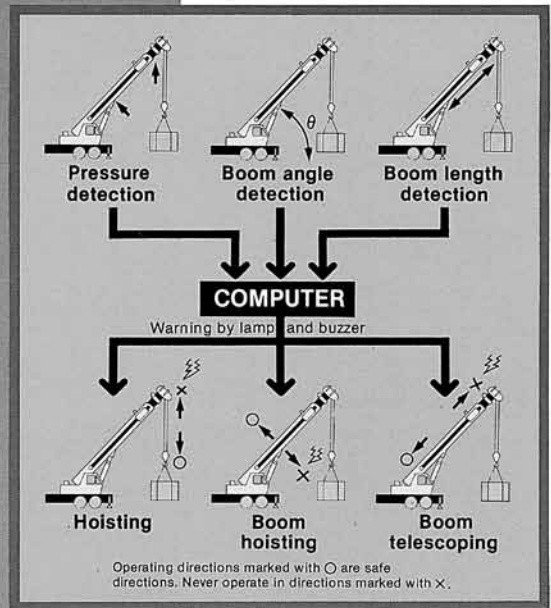 Pressure
detection
Boom angle
detection
Boom length
detection
θ
COMPUTER
Warning by lamp and buzzer
Hoisting
Boom
hoisting
Boom
telescoping
Operating directions marked with ○ are safe
directions. Never operate in directions marked with ×.